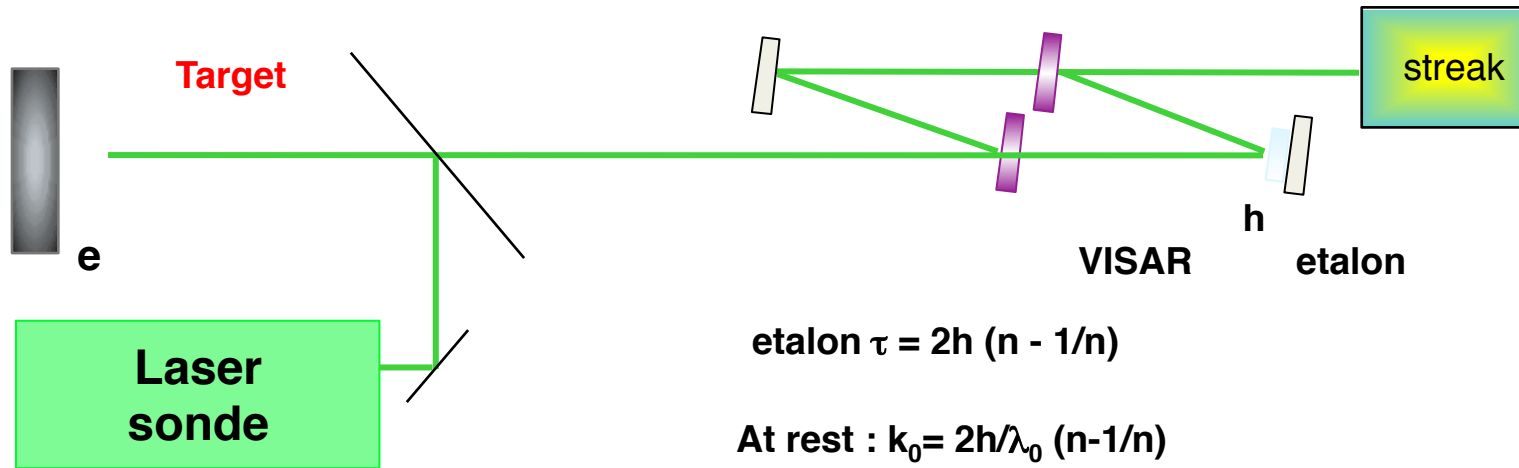 Target
streak
e
h
VISAR etalon
Laser
sonde
etalon τ = 2h (n - 1/n)
At rest : k₀= 2h/λ₀ (n-1/n)